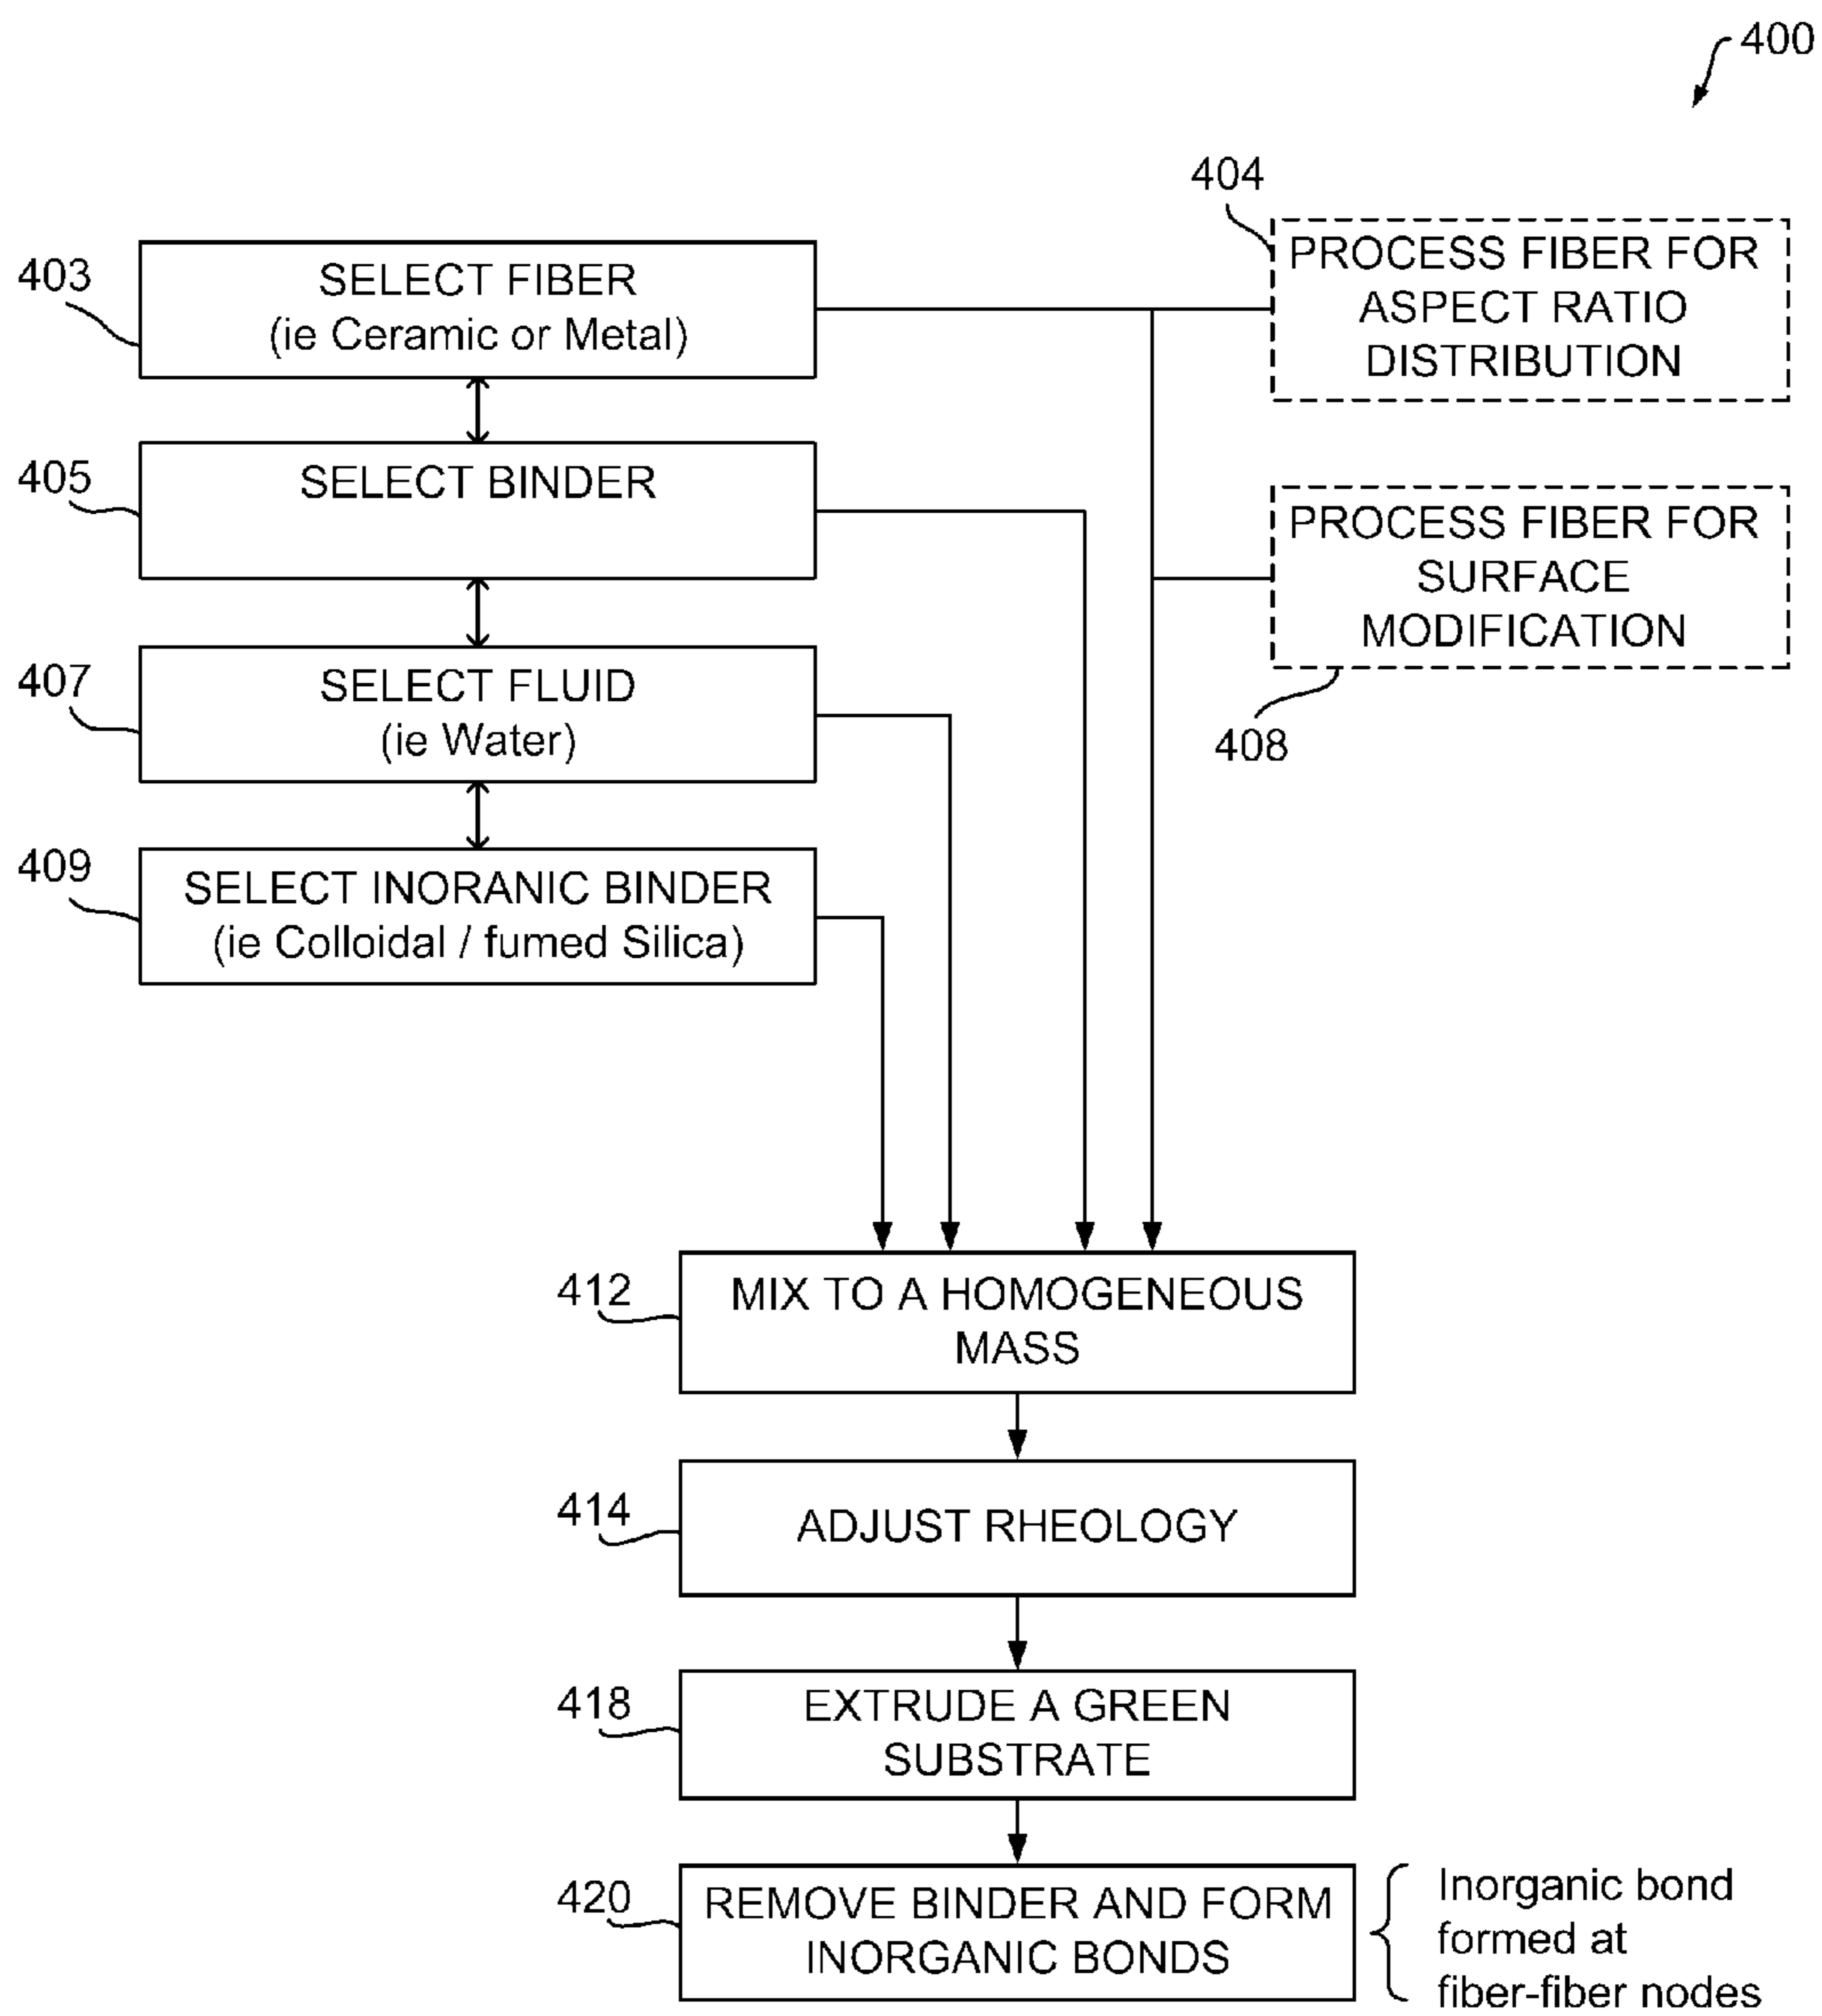 400
404
PROCESS FIBER FOR
ASPECT RATIO
DISTRIBUTION
403
SELECT FIBER
(ie Ceramic or Metal)
405
SELECT BINDER
PROCESS FIBER FOR
SURFACE
MODIFICATION
408
407
SELECT FLUID
(ie Water)
409
SELECT INORANIC BINDER
(ie Colloidal / fumed Silica)
412
MIX TO A HOMOGENEOUS
MASS
414
ADJUST RHEOLOGY
418
EXTRUDE A GREEN
SUBSTRATE
420
REMOVE BINDER AND FORM
INORGANIC BONDS
Inorganic bond
formed at
fiber-fiber nodes